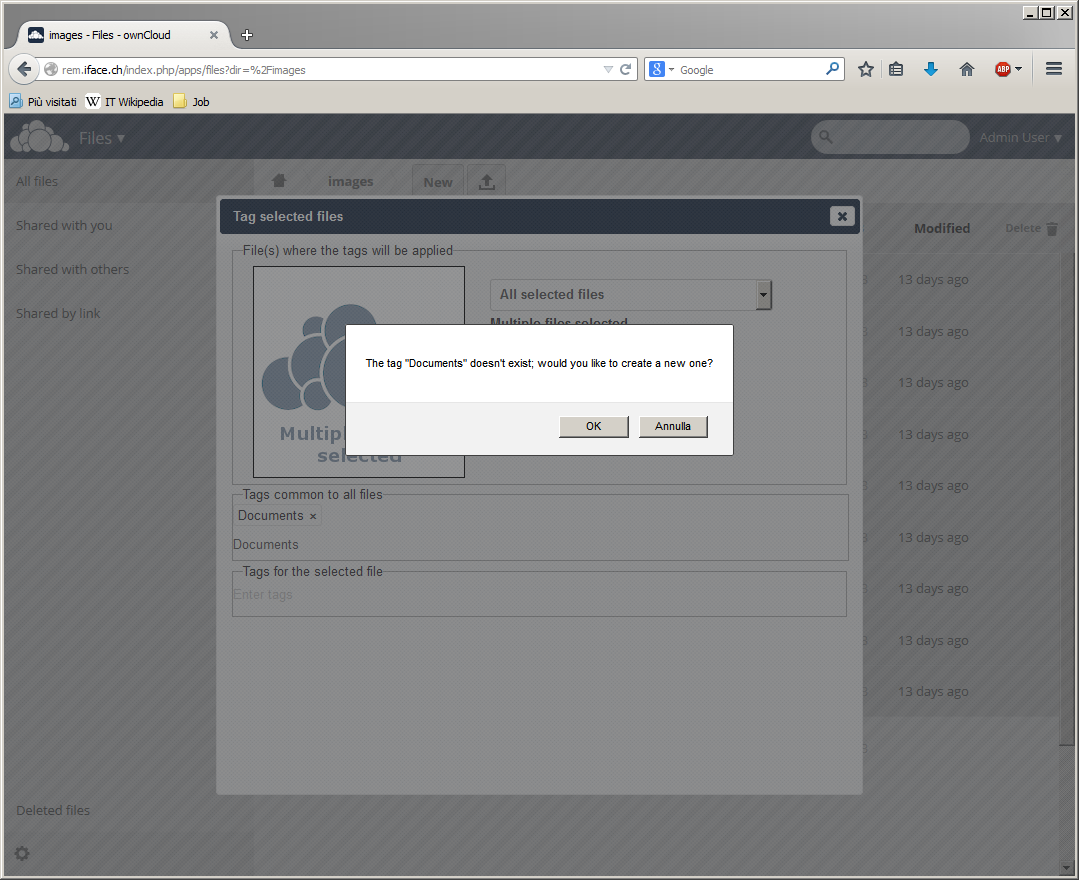 images - Files - ownCloud
rem.iface.ch/index.php/apps/files?dir=%2Fimages
Google
ABP
Più visitati
W IT Wikipedia
Job
Files ▾
Admin User ▾
All files
images
New
Shared with you
Shared with others
Shared by link
Deleted files
Modified
Delete
Tag selected files
File(s) where the tags will be applied
All selected files
Multiple files selected
The tag "Documents" doesn't exist; would you like to create a new one?
OK
Annulla
selected
Tags common to all files
Documents ×
Documents
Tags for the selected file
Enter tags
13 days ago
13 days ago
13 days ago
13 days ago
13 days ago
13 days ago
13 days ago
13 days ago
13 days ago